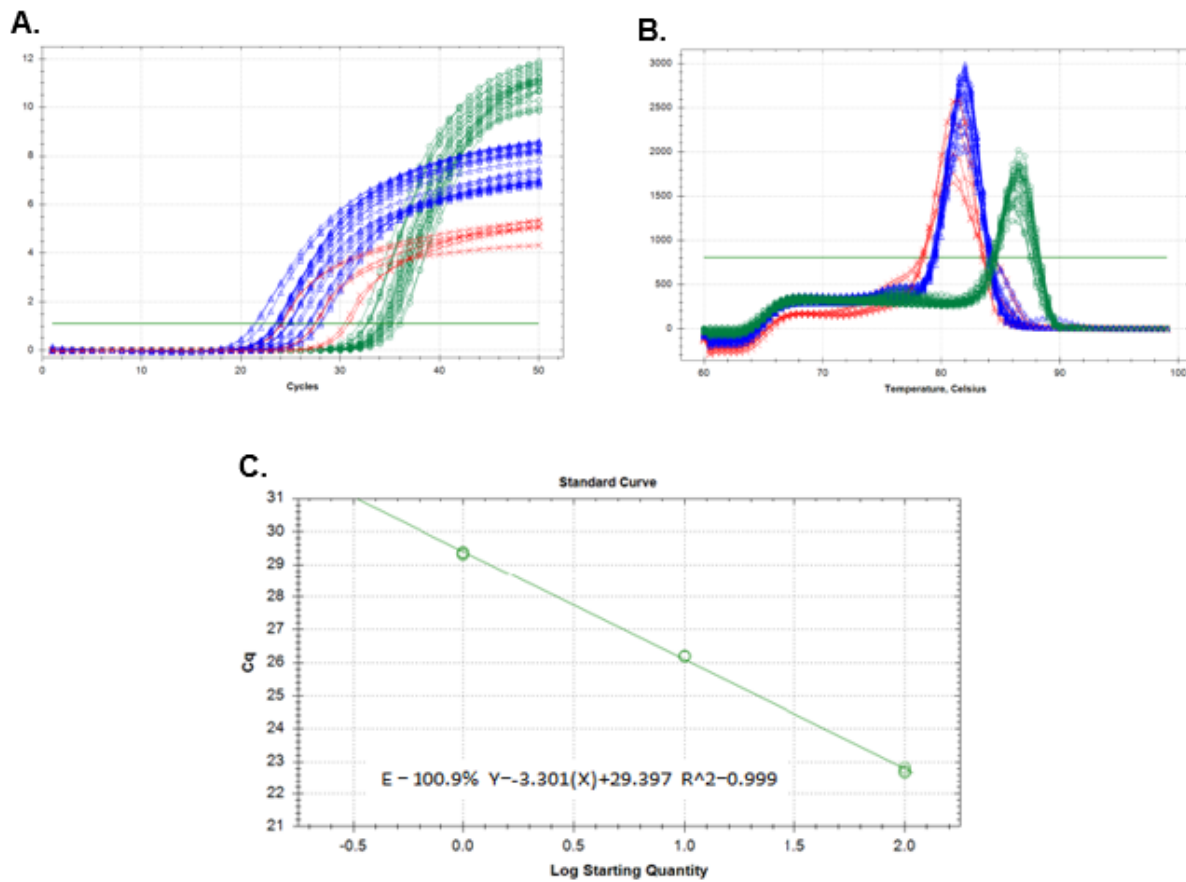 A.
12
10
8
6
4
2
0
0 10 20 30 40 50
Cycles
B.
3000
2500
2000
1500
1000
500
0
60 70 80 90 100
Temperature, Celsius
C.
Standard Curve
31
30
29
28
27
26
25
24
23
22
21
Cq
E－100.9% Y--3.301(X)+29.397 R^2-0.999
-0.5 0.0 0.5 1.0 1.5 2.0
Log Starting Quantity